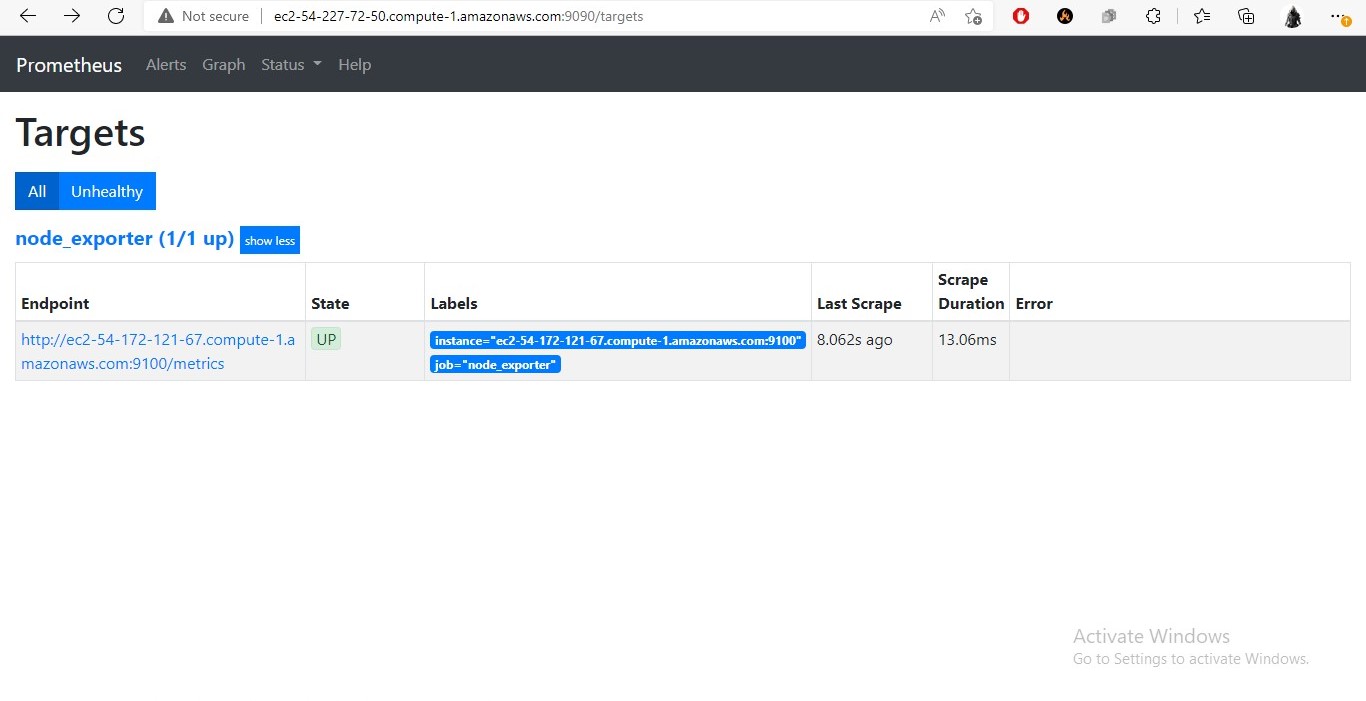 Not secure ec2-54-227-72-50.compute-1.amazonaws.com:9090/targets
Prometheus Alerts Graph Status Help
Targets
All Unhealthy
node_exporter (1/1 up) show less
Endpoint State Labels Last Scrape Scrape Duration Error
http://ec2-54-172-121-67.compute-1.a UP instance="ec2-54-172-121-67.compute-1.amazonaws.com:9100" 8.062s ago 13.06ms
mazonaws.com:9100/metrics job="node_exporter"
Activate Windows
Go to Settings to activate Windows.